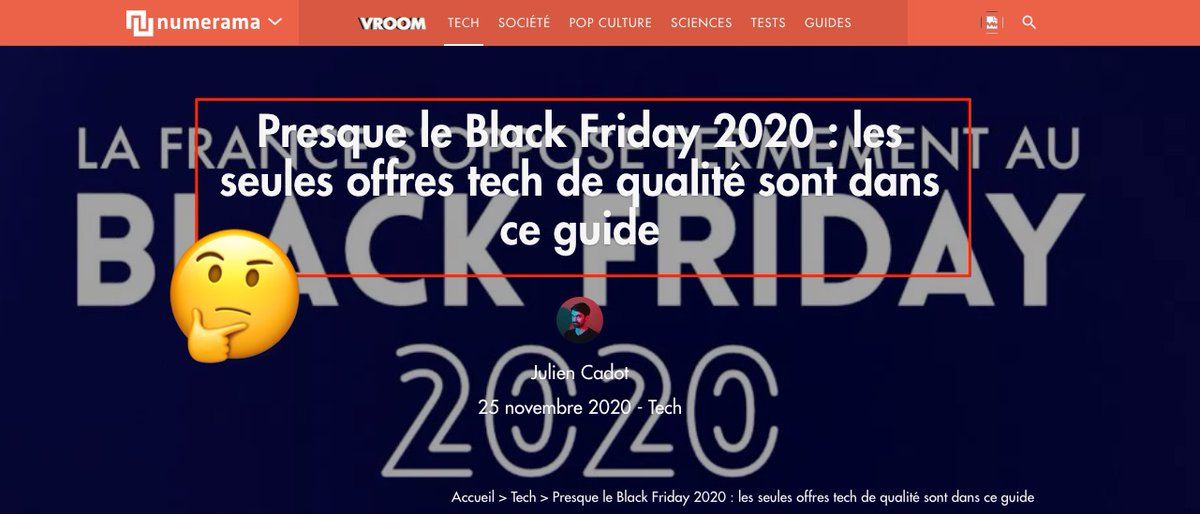 numerama
VROOM TECH SOCIÉTÉ POP CULTURE SCIENCES TESTS GUIDES
LA FRANCE S'OPPOSE FERMEMENT AU
BLACK FRIDAY
2020
Presque le Black Friday 2020 : les
seules offres tech de qualité sont dans
ce guide
Julien Cadot
25 novembre 2020 - Tech
Accueil > Tech > Presque le Black Friday 2020 : les seules offres tech de qualité sont dans ce guide